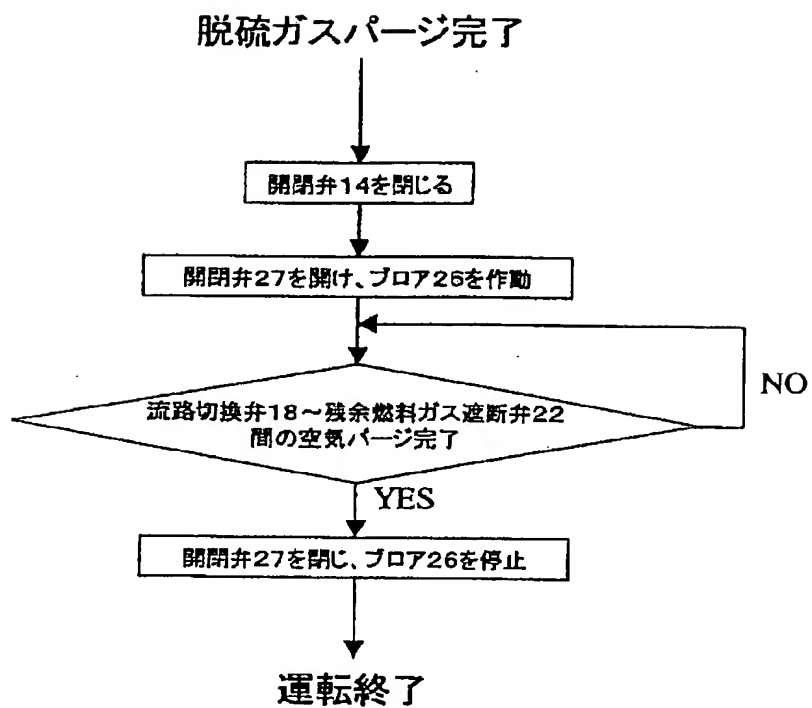 脱硫ガスパージ完了
開閉弁14を閉じる
開閉弁27を開け、ブロア26を作動
流路切換弁18～残余燃料ガス遮断弁22
間の空気パージ完了
NO
YES
開閉弁27を閉じ、ブロア26を停止
運転終了